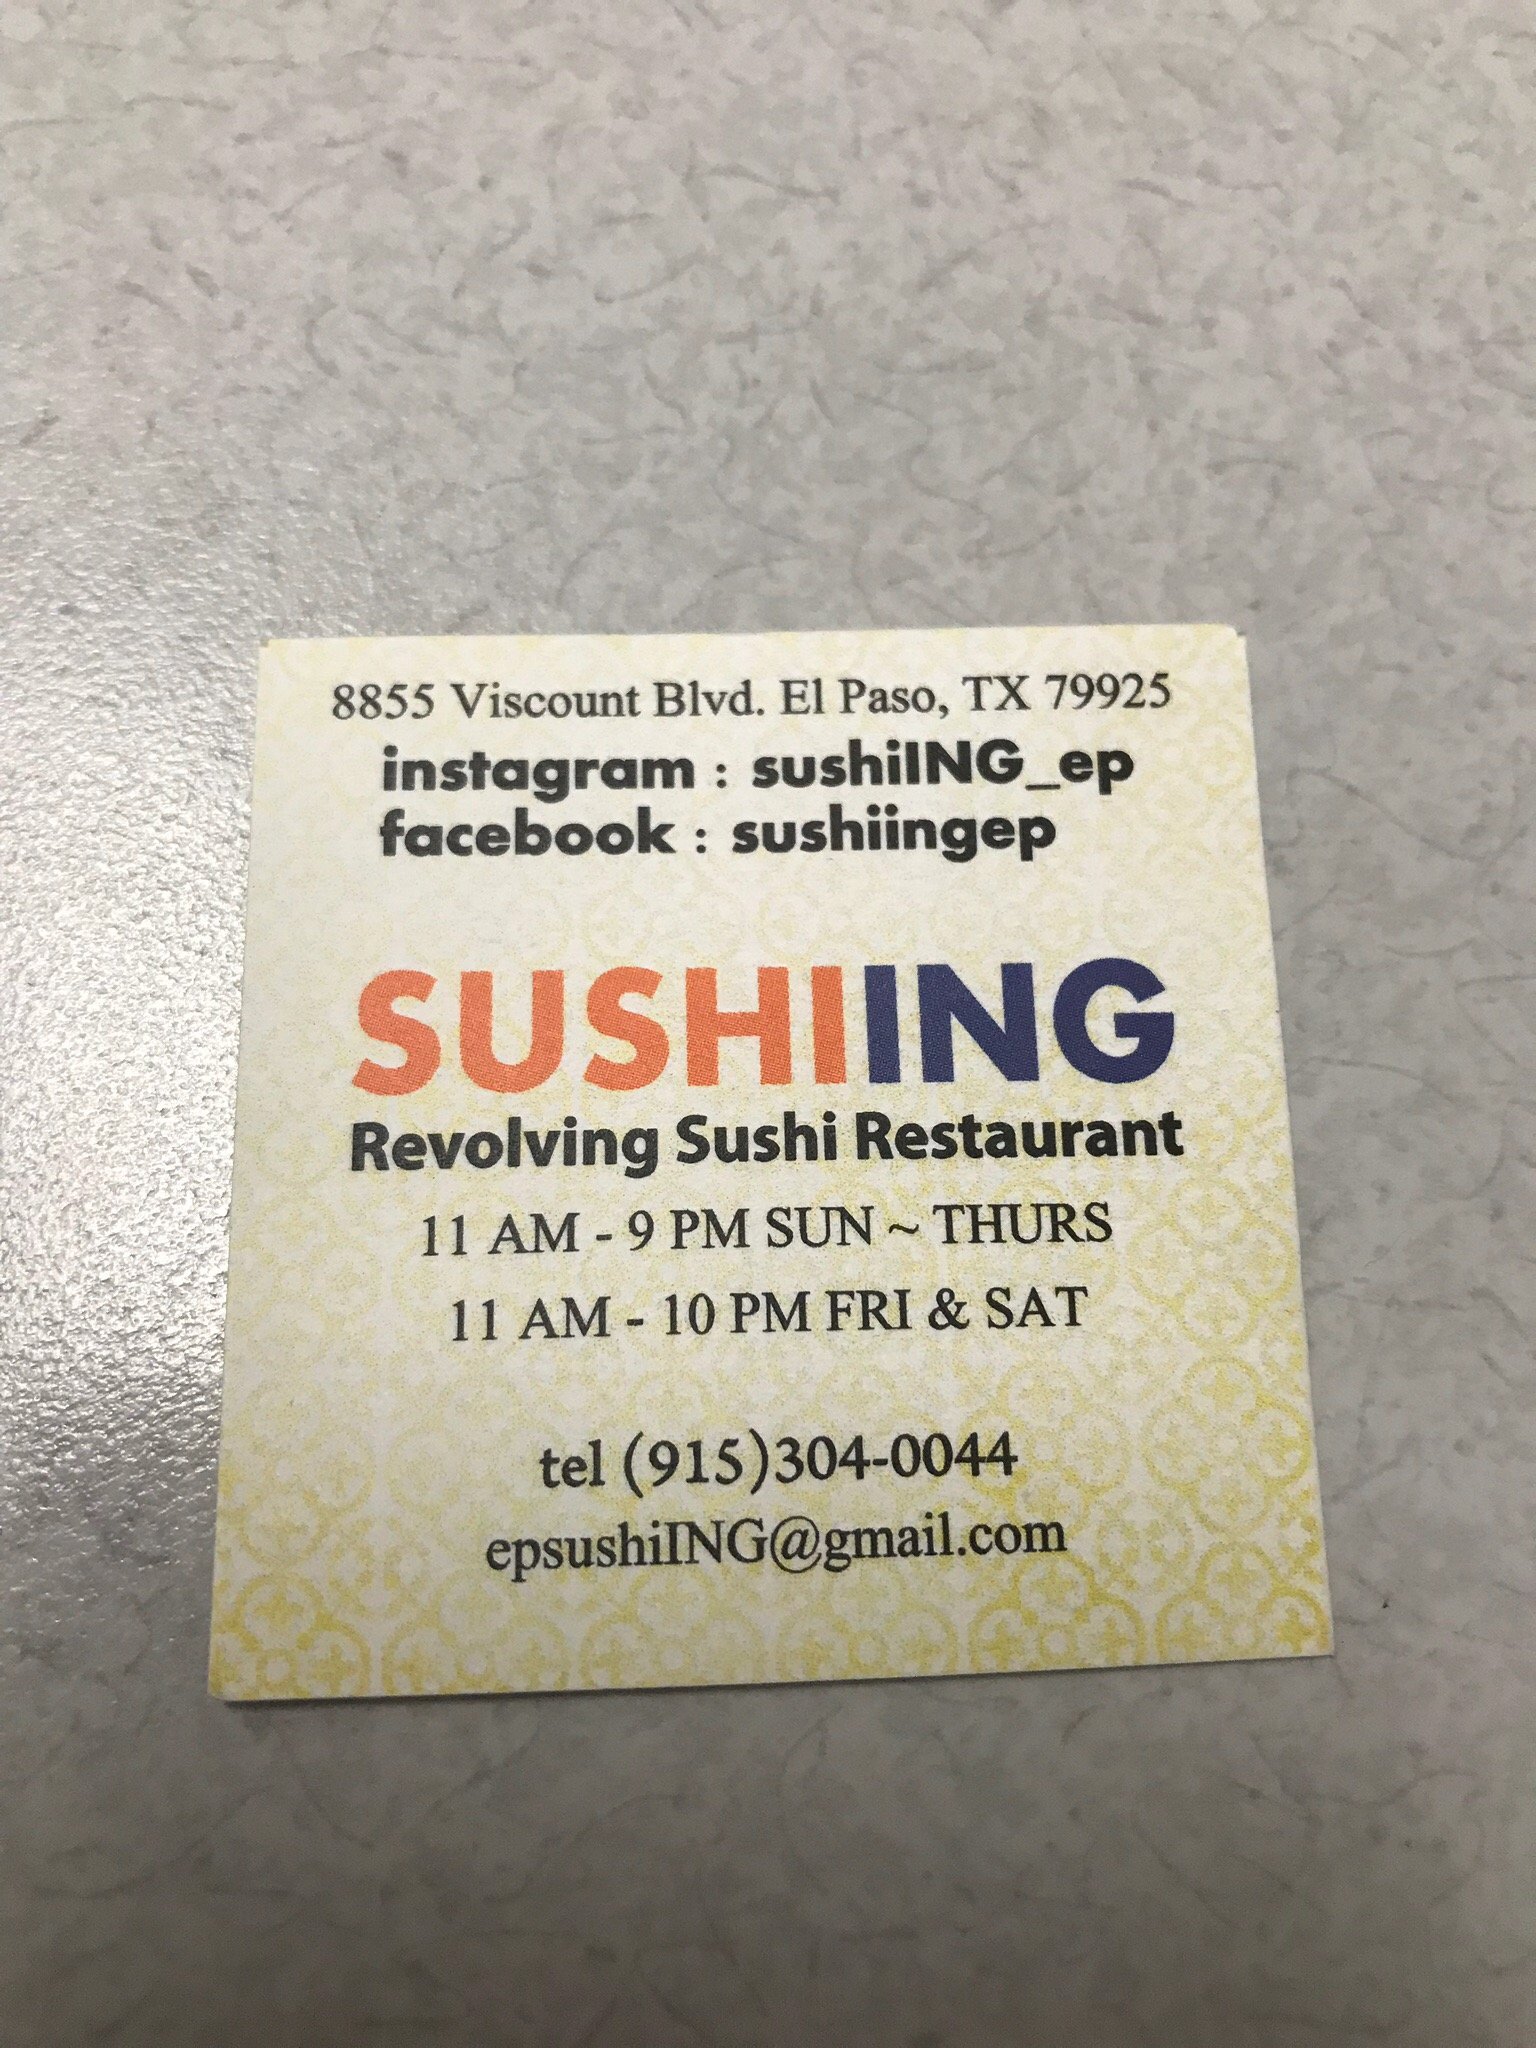 8855 Viscount Blvd. El Paso, TX 79925
instagram : sushiING_ep
facebook : sushiingep
SUSHIING
Revolving Sushi Restaurant
11 AM - 9 PM SUN ~ THURS
11 AM - 10 PM FRI & SAT
tel (915)304-0044
epsushiING@gmail.com